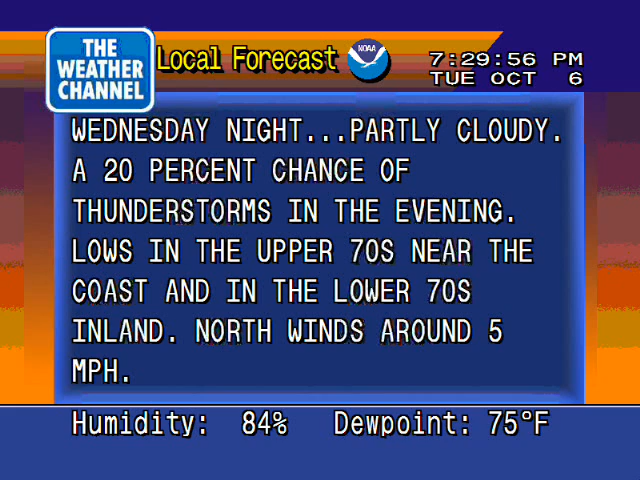 THE
WEATHER
CHANNEL
Local Forecast
NOAA
7:29:56 PM
TUE OCT 6
WEDNESDAY NIGHT...PARTLY CLOUDY.
A 20 PERCENT CHANCE OF
THUNDERSTORMS IN THE EVENING.
LOWS IN THE UPPER 70S NEAR THE
COAST AND IN THE LOWER 70S
INLAND. NORTH WINDS AROUND 5
MPH.
Humidity: 84% Dewpoint: 75°F